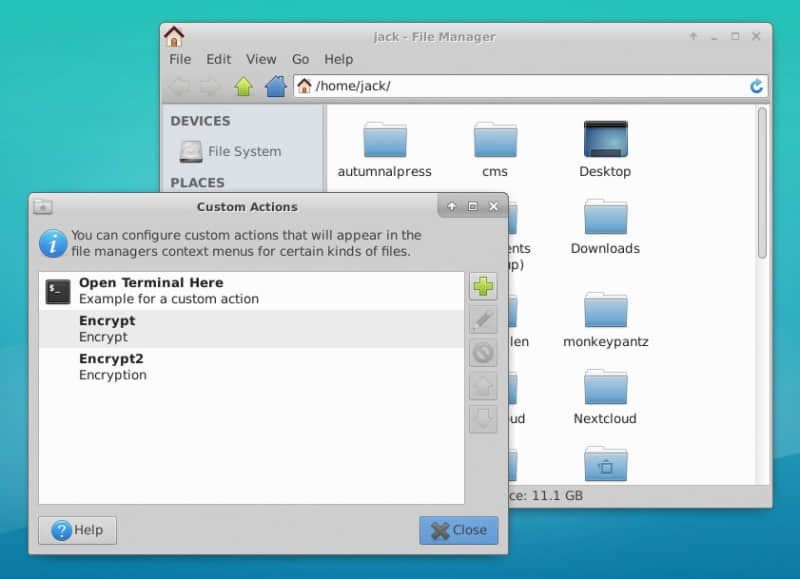 jack - File Manager
File Edit View Go Help
/home/jack/
DEVICES
File System
PLACES
autumnalpress
cms
Desktop
ents
Downloads
up)
len
monkeypantz
ud
Nextcloud
ce: 11.1 GB
Custom Actions
You can configure custom actions that will appear in the
file managers context menus for certain kinds of files.
$_
Open Terminal Here
Example for a custom action
Encrypt
Encrypt
Encrypt2
Encryption
Help
Close